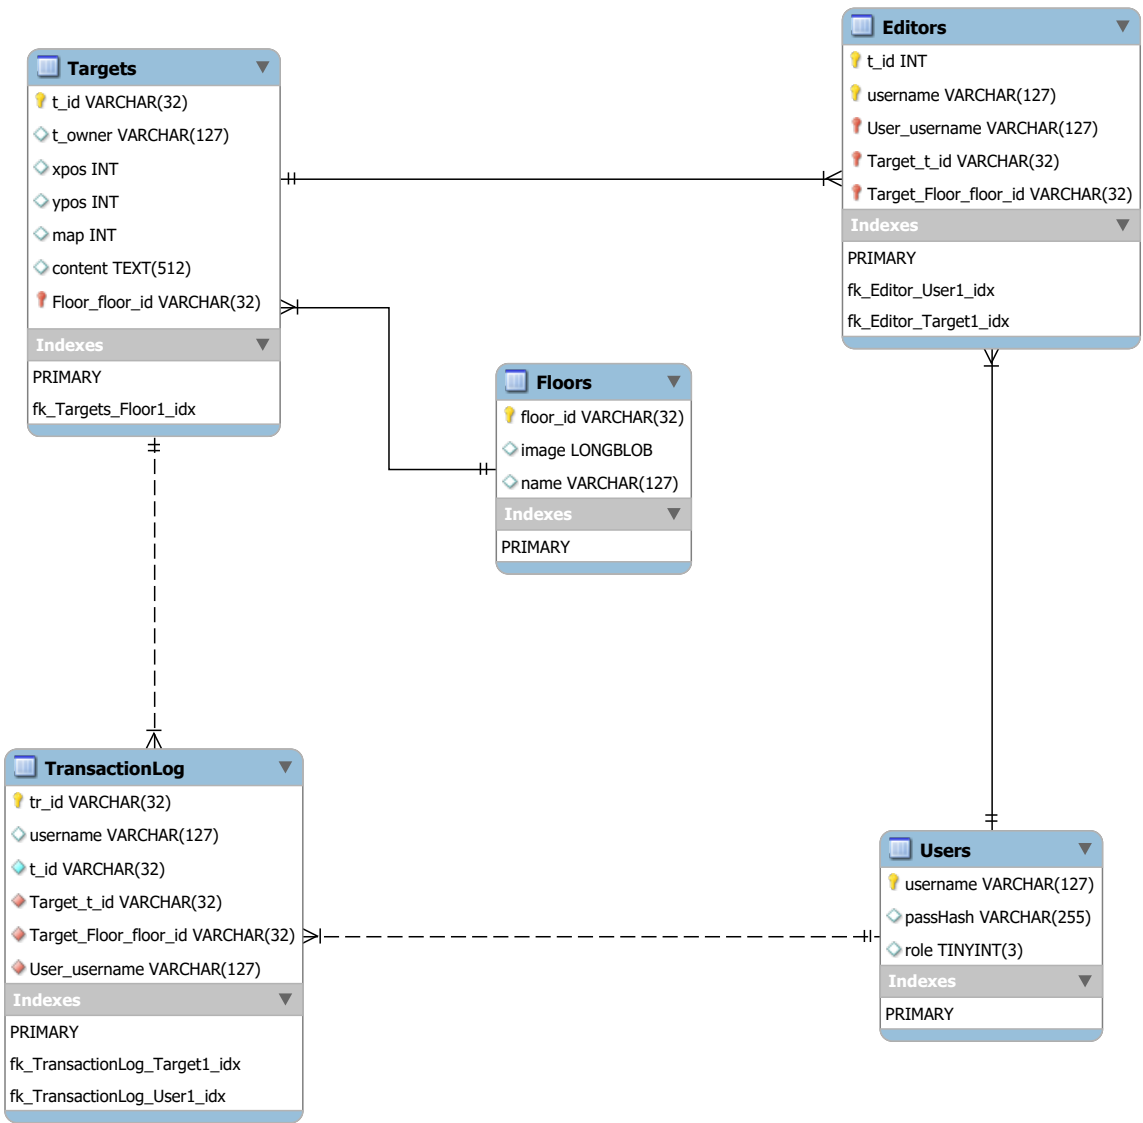 Targets
t_id VARCHAR(32)
t_owner VARCHAR(127)
xpos INT
ypos INT
map INT
content TEXT(512)
Floor_floor_id VARCHAR(32)
Indexes
PRIMARY
fk_Targets_Floor1_idx
Editors
t_id INT
username VARCHAR(127)
User_username VARCHAR(127)
Target_t_id VARCHAR(32)
Target_Floor_floor_id VARCHAR(32)
Indexes
PRIMARY
fk_Editor_User1_idx
fk_Editor_Target1_idx
Floors
floor_id VARCHAR(32)
image LONGBLOB
name VARCHAR(127)
Indexes
PRIMARY
TransactionLog
tr_id VARCHAR(32)
username VARCHAR(127)
t_id VARCHAR(32)
Target_t_id VARCHAR(32)
Target_Floor_floor_id VARCHAR(32)
User_username VARCHAR(127)
Indexes
PRIMARY
fk_TransactionLog_Target1_idx
fk_TransactionLog_User1_idx
Users
username VARCHAR(127)
passHash VARCHAR(255)
role TINYINT(3)
Indexes
PRIMARY